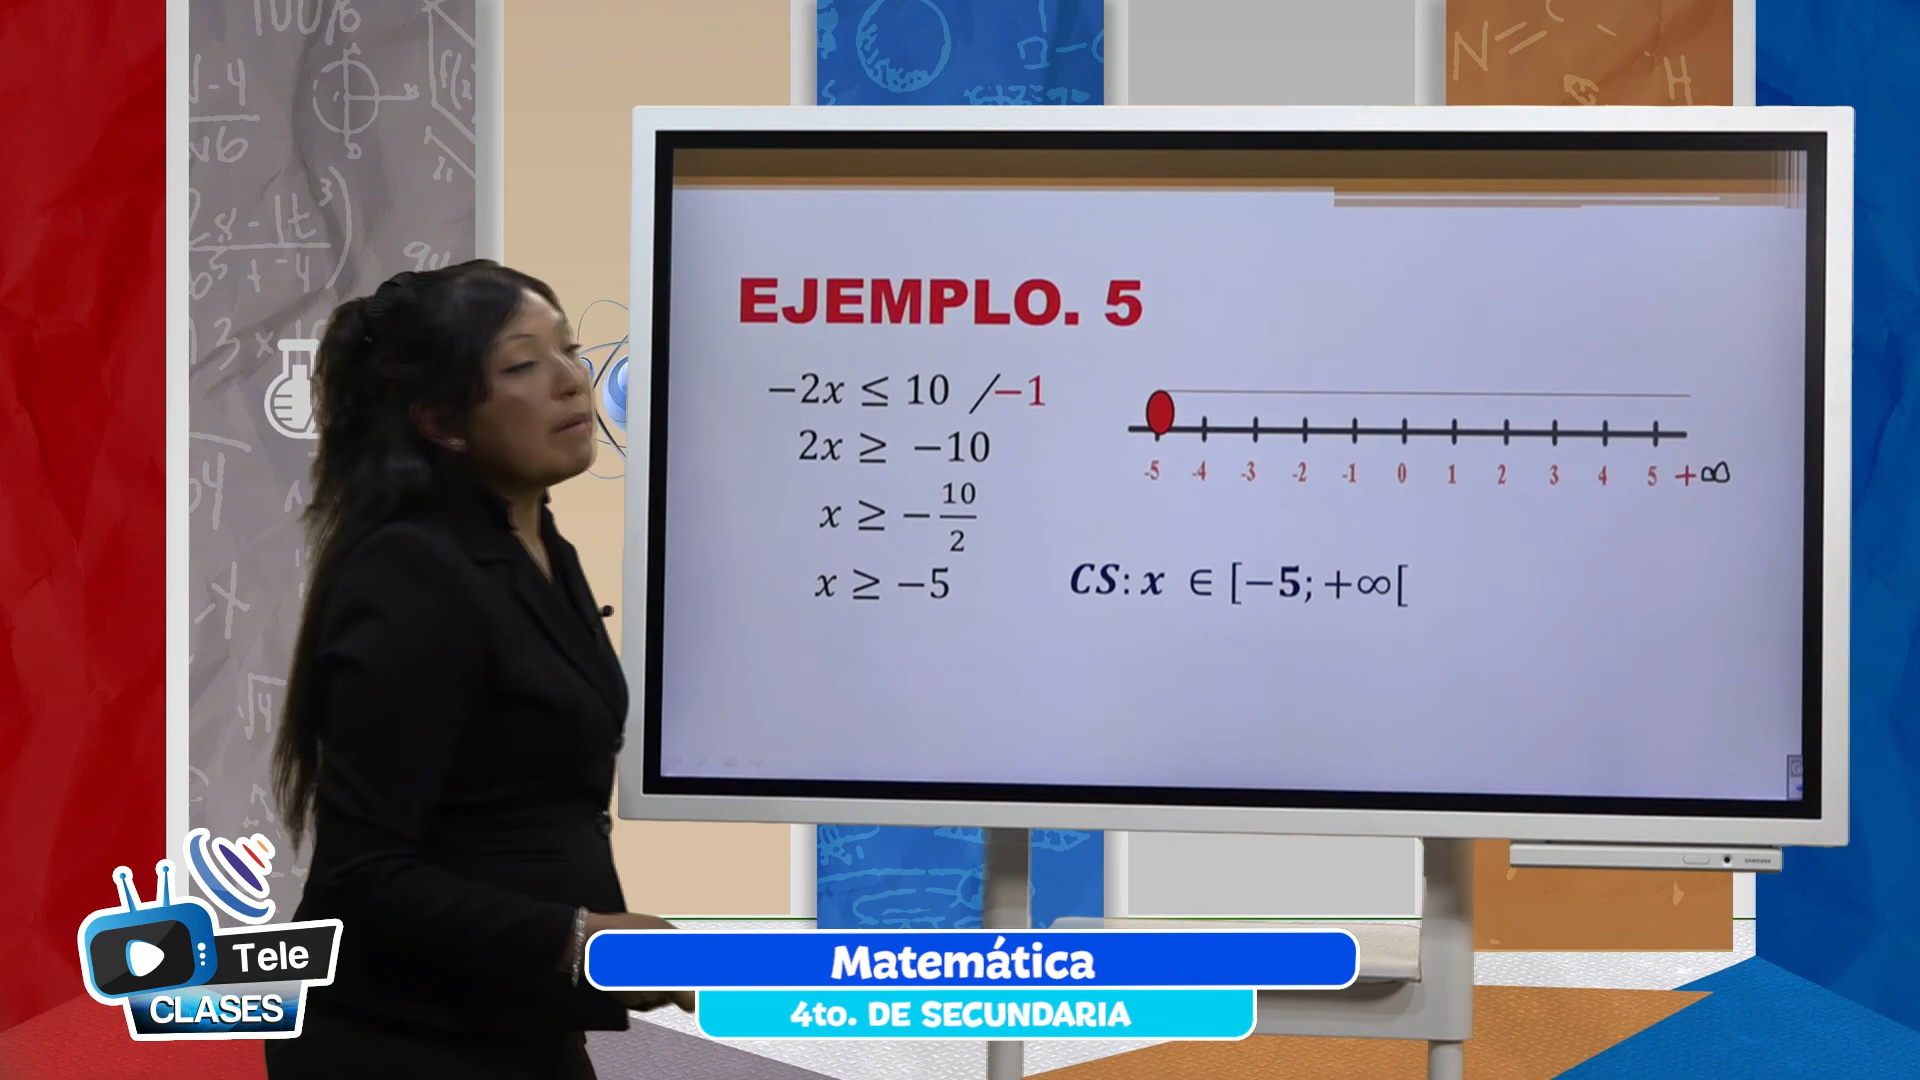 EJEMPLO. 5
−2x ≤ 10 /−1
2x ≥ −10
x ≥ −10/2
x ≥ −5
-5 -4 -3 -2 -1 0 1 2 3 4 5 +∞
CS: x ∈ [−5; +∞[
SAMSUNG
Tele
CLASES
Matemática
4to. DE SECUNDARIA